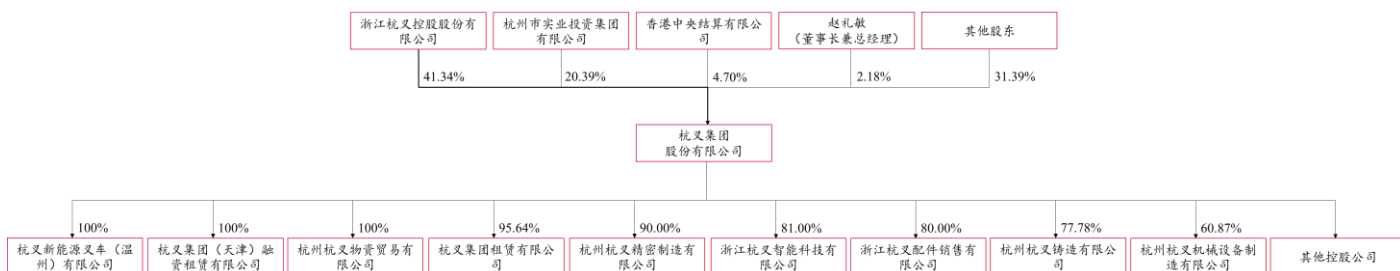 浙江杭叉控股股份有
限公司
杭州市实业投资集团
有限公司
香港中央结算有限公
司
赵礼敏
（董事长兼总经理）
其他股东
41.34%
20.39%
4.70%
2.18%
31.39%
杭叉集团
股份有限公司
100%
100%
100%
95.64%
90.00%
81.00%
80.00%
77.78%
60.87%
杭叉新能源叉车（温
州）有限公司
杭叉集团（天津）融
资租赁有限公司
杭州杭叉物资贸易有
限公司
杭叉集团租赁有限公
司
杭州杭叉精密制造有
限公司
浙江杭叉智能科技有
限公司
浙江杭叉配件销售有
限公司
杭州杭叉铸造有限公
司
杭州杭叉机械设备制
造有限公司
其他控股公司